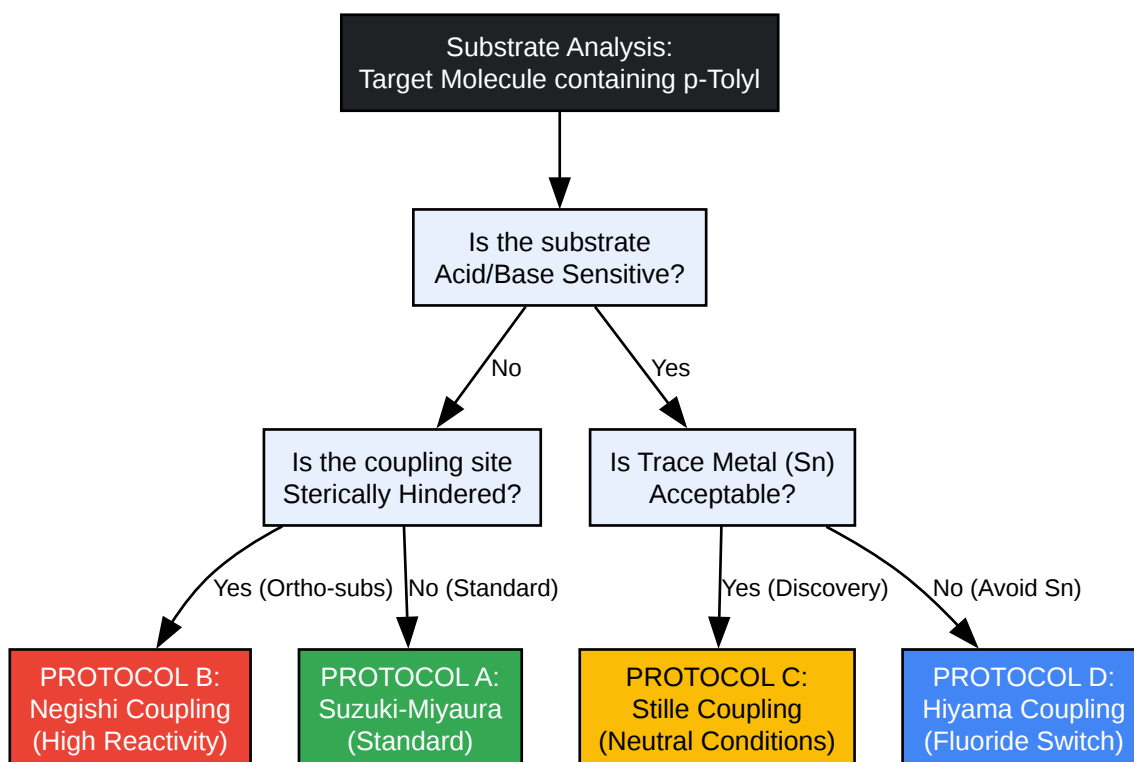 Substrate Analysis:
Target Molecule containing p-Tolyl
Is the substrate
Acid/Base Sensitive?
No
Yes
Is the coupling site
Sterically Hindered?
Is Trace Metal (Sn)
Acceptable?
Yes (Ortho-subs)
No (Standard)
Yes (Discovery)
No (Avoid Sn)
PROTOCOL B:
Negishi Coupling
(High Reactivity)
PROTOCOL A:
Suzuki-Miyaura
(Standard)
PROTOCOL C:
Stille Coupling
(Neutral Conditions)
PROTOCOL D:
Hiyama Coupling
(Fluoride Switch)